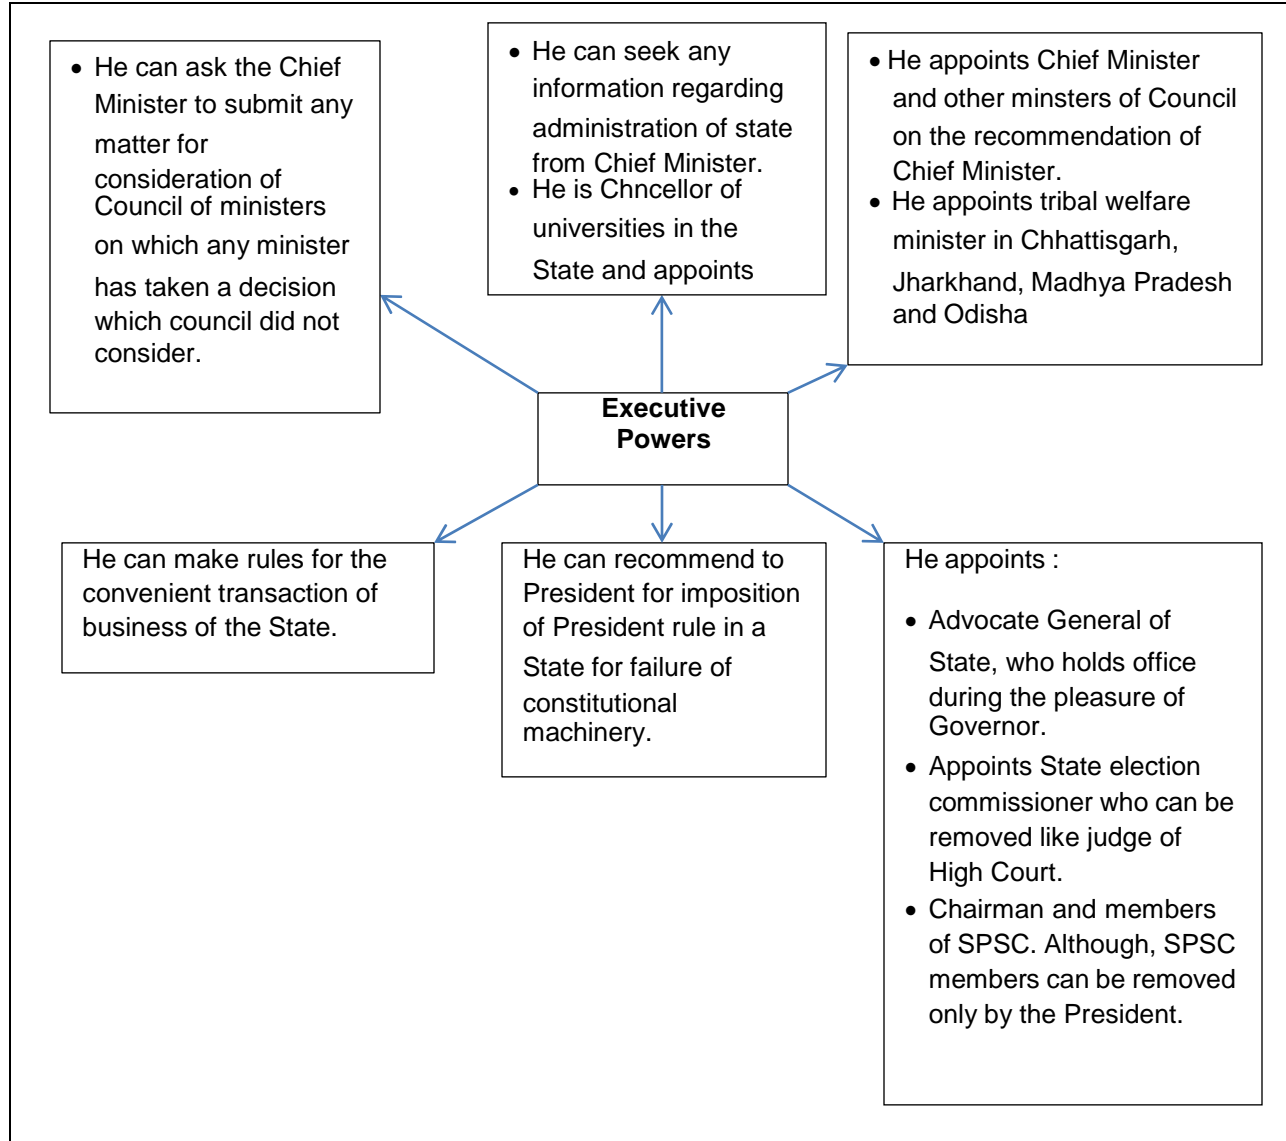 • He can ask the Chief
Minister to submit any
matter for
consideration of
Council of ministers
on which any minister
has taken a decision
which council did not
consider.
• He can seek any
information regarding
administration of state
from Chief Minister.
• He is Chncellor of
universities in the
State and appoints
• He appoints Chief Minister
and other minsters of Council
on the recommendation of
Chief Minister.
• He appoints tribal welfare
minister in Chhattisgarh,
Jharkhand, Madhya Pradesh
and Odisha
Executive
Powers
He can make rules for the
convenient transaction of
business of the State.
He can recommend to
President for imposition
of President rule in a
State for failure of
constitutional
machinery.
He appoints :
• Advocate General of
State, who holds office
during the pleasure of
Governor.
• Appoints State election
commissioner who can be
removed like judge of
High Court.
• Chairman and members
of SPSC. Although, SPSC
members can be removed
only by the President.